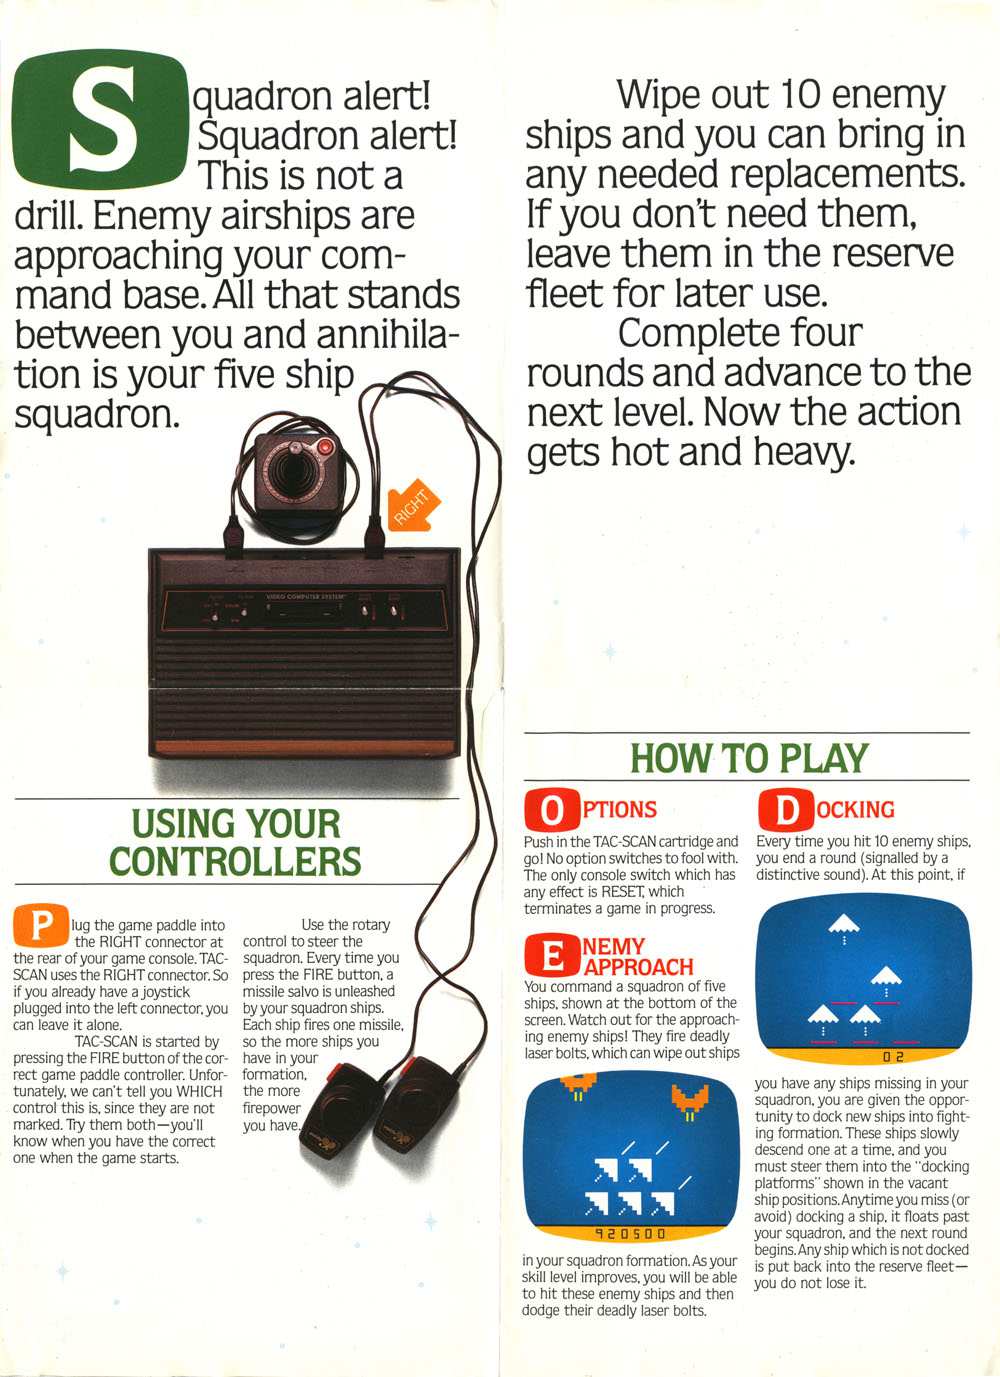 Squadron alert!
Squadron alert!
This is not a
drill. Enemy airships are
approaching your com-
mand base. All that stands
between you and annihila-
tion is your five ship
squadron.
RIGHT
VIDEO COMPUTER SYSTEM
USING YOUR
CONTROLLERS
Plug the game paddle into
the RIGHT connector at
the rear of your game console. TAC-
SCAN uses the RIGHT connector. So
if you already have a joystick
plugged into the left connector, you
can leave it alone.
TAC-SCAN is started by
pressing the FIRE button of the cor-
rect game paddle controller. Unfor-
tunately, we can't tell you WHICH
control this is, since they are not
marked. Try them both—you'll
know when you have the correct
one when the game starts.
Use the rotary
control to steer the
squadron. Every time you
press the FIRE button, a
missile salvo is unleashed
by your squadron ships.
Each ship fires one missile,
so the more ships you
have in your
formation,
the more
firepower
you have.
Wipe out 10 enemy
ships and you can bring in
any needed replacements.
If you don't need them,
leave them in the reserve
fleet for later use.
Complete four
rounds and advance to the
next level. Now the action
gets hot and heavy.
HOW TO PLAY
OPTIONS
Push in the TAC-SCAN cartridge and
go! No option switches to fool with.
The only console switch which has
any effect is RESET, which
terminates a game in progress.
ENEMY
APPROACH
You command a squadron of five
ships, shown at the bottom of the
screen. Watch out for the approach-
ing enemy ships! They fire deadly
laser bolts, which can wipe out ships
920500
in your squadron formation. As your
skill level improves, you will be able
to hit these enemy ships and then
dodge their deadly laser bolts.
DOCKING
Every time you hit 10 enemy ships,
you end a round (signalled by a
distinctive sound). At this point, if
02
you have any ships missing in your
squadron, you are given the oppor-
tunity to dock new ships into fight-
ing formation. These ships slowly
descend one at a time, and you
must steer them into the "docking
platforms" shown in the vacant
ship positions. Anytime you miss (or
avoid) docking a ship, it floats past
your squadron, and the next round
begins. Any ship which is not docked
is put back into the reserve fleet—
you do not lose it.